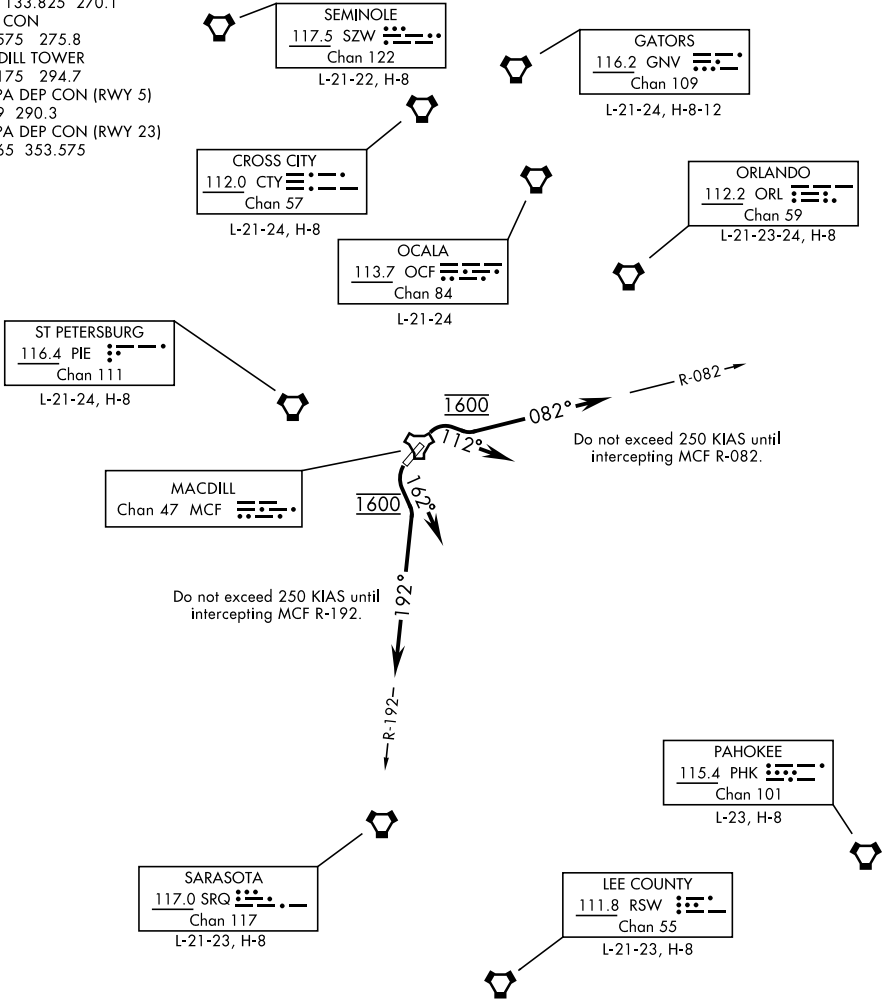 133.825 270.1
CON
575 275.8
DILL TOWER
175 294.7
PA DEP CON (RWY 5)
9 290.3
PA DEP CON (RWY 23)
65 353.575
SEMINOLE
117.5 SZW
Chan 122
L-21-22, H-8
GATORS
116.2 GNV
Chan 109
L-21-24, H-8-12
CROSS CITY
112.0 CTY
Chan 57
L-21-24, H-8
ORLANDO
112.2 ORL
Chan 59
L-21-23-24, H-8
OCALA
113.7 OCF
Chan 84
L-21-24
ST PETERSBURG
116.4 PIE
Chan 111
L-21-24, H-8
R-082
1600
082°
112°
Do not exceed 250 KIAS until
intercepting MCF R-082.
MACDILL
Chan 47 MCF
1600
162°
Do not exceed 250 KIAS until
intercepting MCF R-192.
192°
R-192
PAHOKEE
115.4 PHK
Chan 101
L-23, H-8
SARASOTA
117.0 SRQ
Chan 117
L-21-23, H-8
LEE COUNTY
111.8 RSW
Chan 55
L-21-23, H-8